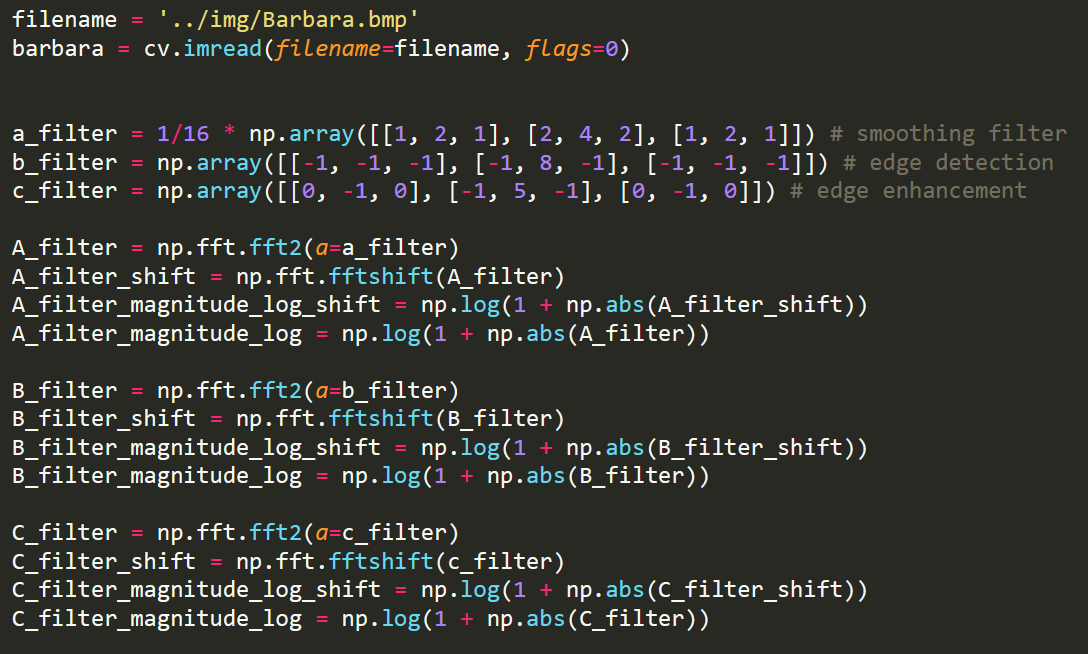 filename = '../img/Barbara.bmp'
barbara = cv.imread(filename=filename, flags=0)
a_filter = 1/16 * np.array([[1, 2, 1], [2, 4, 2], [1, 2, 1]]) # smoothing filter
b_filter = np.array([[-1, -1, -1], [-1, 8, -1], [-1, -1, -1]]) # edge detection
c_filter = np.array([[0, -1, 0], [-1, 5, -1], [0, -1, 0]]) # edge enhancement
A_filter = np.fft.fft2(a=a_filter)
A_filter_shift = np.fft.fftshift(A_filter)
A_filter_magnitude_log_shift = np.log(1 + np.abs(A_filter_shift))
A_filter_magnitude_log = np.log(1 + np.abs(A_filter))
B_filter = np.fft.fft2(a=b_filter)
B_filter_shift = np.fft.fftshift(B_filter)
B_filter_magnitude_log_shift = np.log(1 + np.abs(B_filter_shift))
B_filter_magnitude_log = np.log(1 + np.abs(B_filter))
C_filter = np.fft.fft2(a=c_filter)
C_filter_shift = np.fft.fftshift(c_filter)
C_filter_magnitude_log_shift = np.log(1 + np.abs(C_filter_shift))
C_filter_magnitude_log = np.log(1 + np.abs(C_filter))